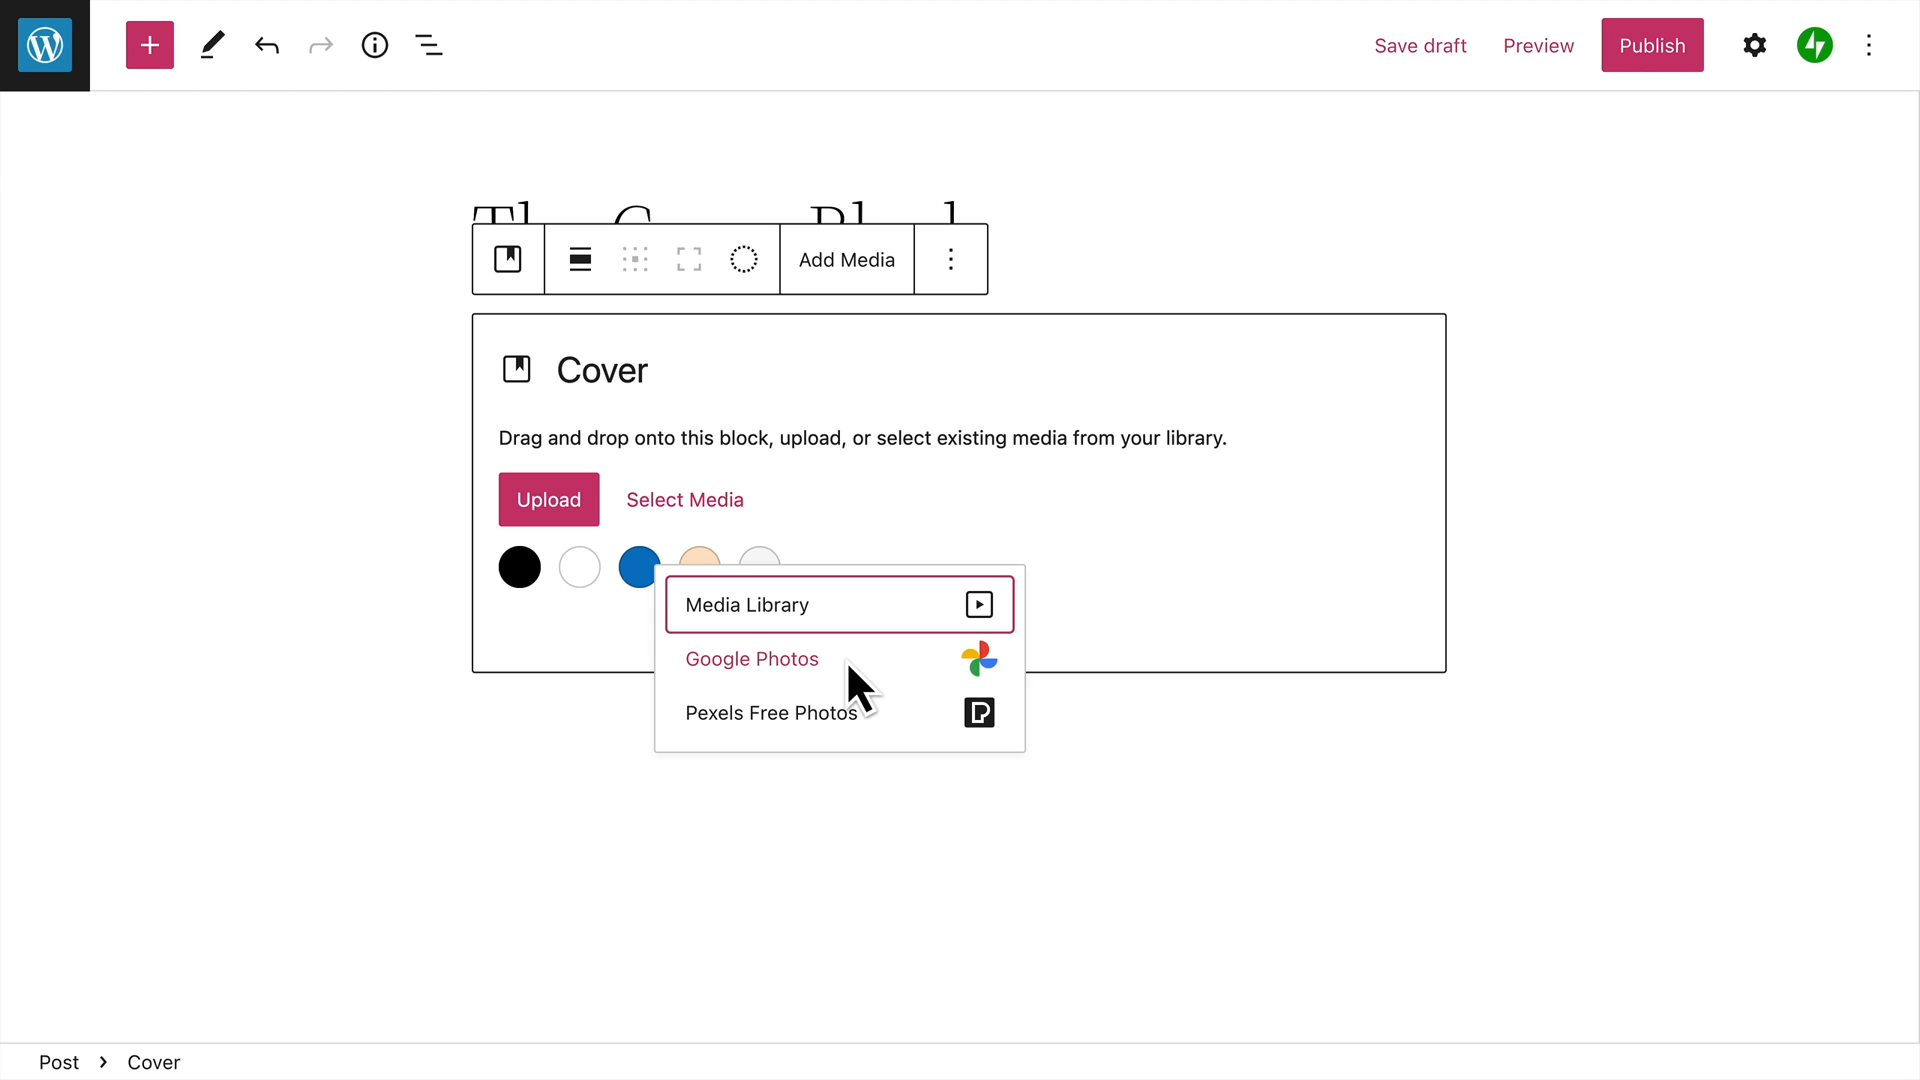 Save draft Preview Publish
Add Media
Cover
Drag and drop onto this block, upload, or select existing media from your library.
Upload Select Media
Media Library
Google Photos
Pexels Free Photos
Post > Cover